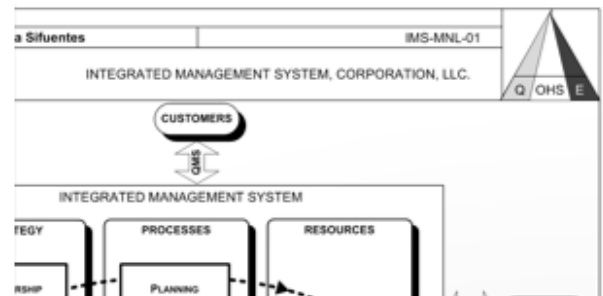 a Sifuentes IMS-MNL-01
INTEGRATED MANAGEMENT SYSTEM, CORPORATION, LLC.
Q OHS E
CUSTOMERS
QMS
INTEGRATED MANAGEMENT SYSTEM
TEGY PROCESSES RESOURCES
RSHIP PLANNING